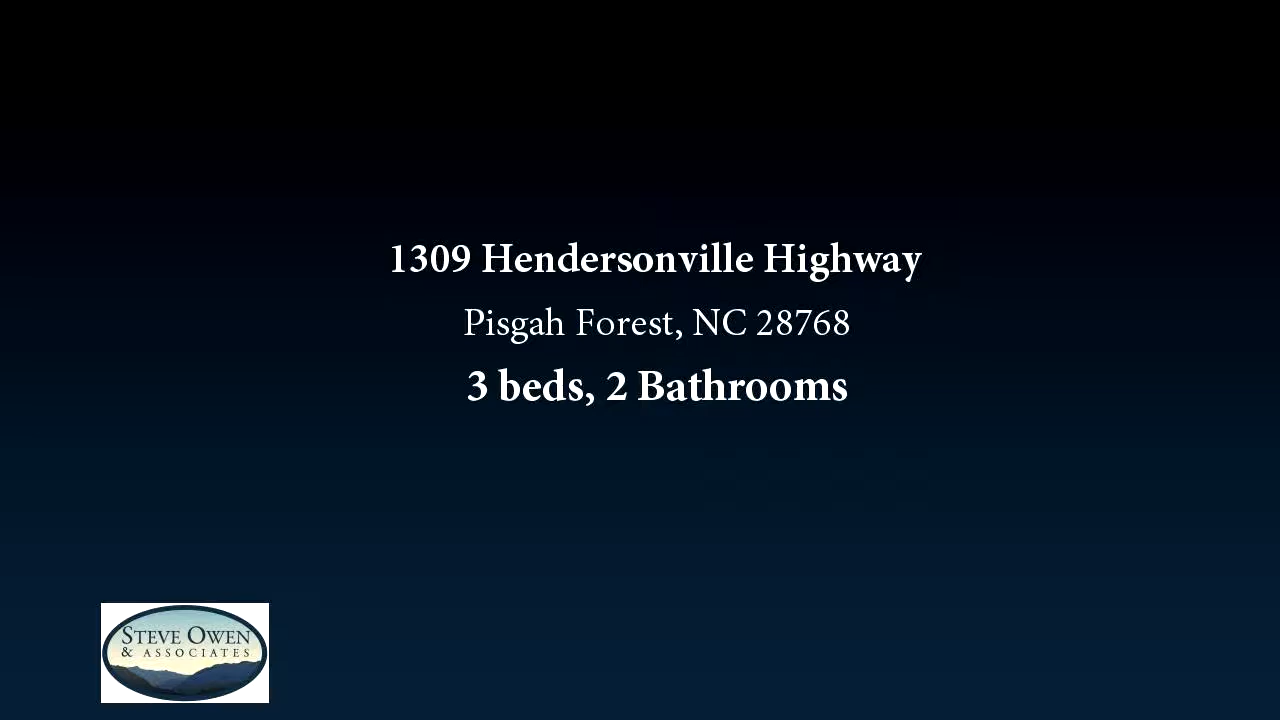 1309 Hendersonville Highway
Pisgah Forest, NC 28768
3 beds, 2 Bathrooms
STEVE OWEN
& ASSOCIATES